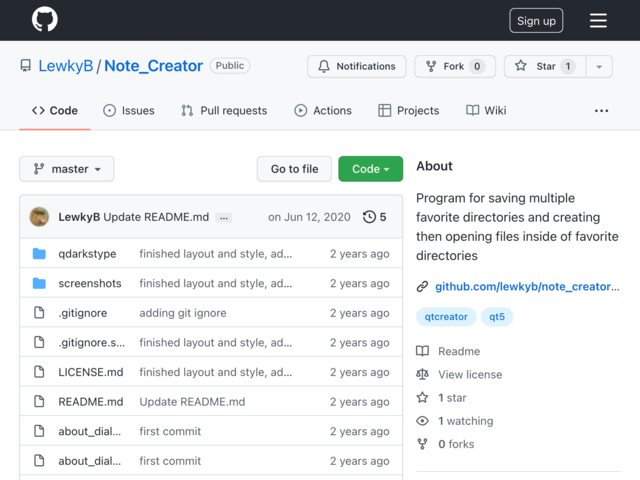 Sign up
LewkyB / Note_Creator Public
Notifications Fork 0 Star 1
Code Issues Pull requests Actions Projects Wiki
master Go to file Code
LewkyB Update README.md ... on Jun 12, 2020 5
qdarkstype finished layout and style, ad... 2 years ago
screenshots finished layout and style, ad... 2 years ago
.gitignore adding git ignore 2 years ago
.gitignore.s... finished layout and style, ad... 2 years ago
LICENSE.md finished layout and style, ad... 2 years ago
README.md Update README.md 2 years ago
about_dial... first commit 2 years ago
about_dial... first commit 2 years ago
About
Program for saving multiple
favorite directories and creating
then opening files inside of favorite
directories
github.com/lewkyb/note_creator...
qtcreator qt5
Readme
View license
1 star
1 watching
0 forks